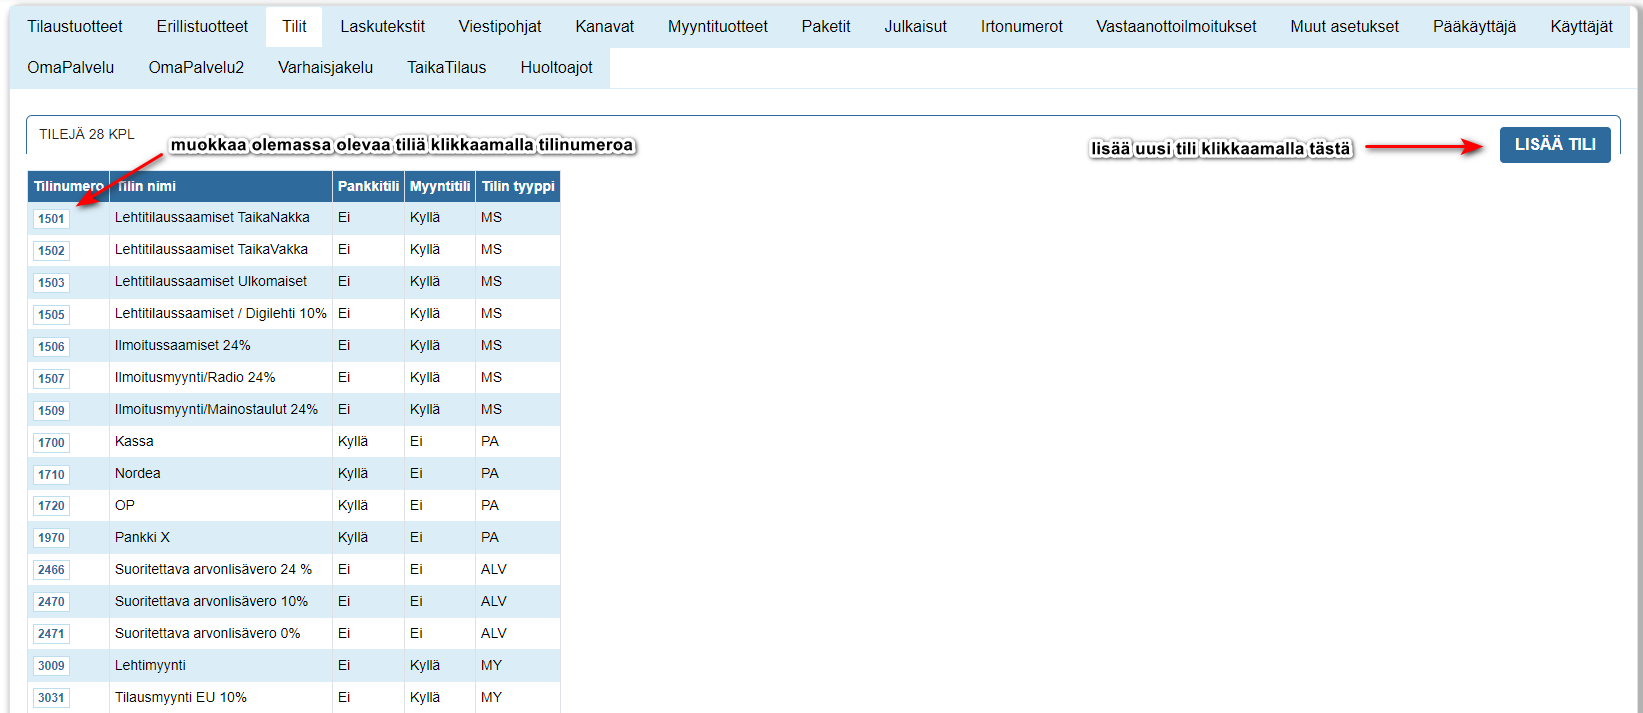 Tilaustuotteet Erillistuotteet Tilit Laskutekstit Viestipohjat Kanavat Myyntituotteet Paketit Julkaisut Irtonumerot Vastaanottoilmoitukset Muut asetukset Pääkäyttäjä Käyttäjät
OmaPalvelu OmaPalvelu2 Varhaisjakelu TaikaTilaus Huoltoajot
TILEJÄ 28 KPL
muokkaa olemassa olevaa tiliä klikkaamalla tilinumeroa
lisää uusi tili klikkaamalla tästä
LISÄÄ TILI
Tilinumero Tilin nimi Pankkitili Myyntitili Tilin tyyppi
1501 Lehtitilaussaamiset TaikaNakka Ei Kyllä MS
1502 Lehtitilaussaamiset TaikaVakka Ei Kyllä MS
1503 Lehtitilaussaamiset Ulkomaiset Ei Kyllä MS
1505 Lehtitilaussaamiset / Digilehti 10% Ei Kyllä MS
1506 Ilmoitussaamiset 24% Ei Kyllä MS
1507 Ilmoitusmyynti/Radio 24% Ei Kyllä MS
1509 Ilmoitusmyynti/Mainostaulut 24% Ei Kyllä MS
1700 Kassa Kyllä Ei PA
1710 Nordea Kyllä Ei PA
1720 OP Kyllä Ei PA
1970 Pankki X Kyllä Ei PA
2466 Suoritettava arvonlisävero 24 % Ei Ei ALV
2470 Suoritettava arvonlisävero 10% Ei Ei ALV
2471 Suoritettava arvonlisävero 0% Ei Ei ALV
3009 Lehtimyynti Ei Kyllä MY
3031 Tilausmyynti EU 10% Ei Kyllä MY